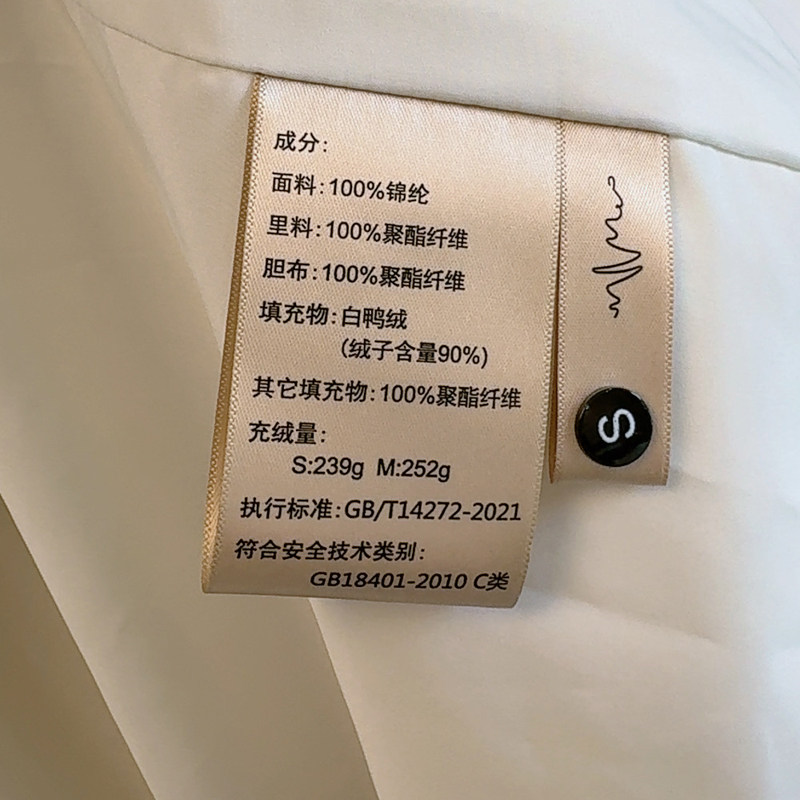 成分:
面料:100%锦纶
里料:100%聚酯纤维
胆布:100%聚酯纤维
填充物:白鸭绒
(绒子含量90%)
其它填充物:100%聚酯纤维
充绒量:
S:239g M:252g
执行标准:GB/T14272-2021
符合安全技术类别:
GB18401-2010 C类
S